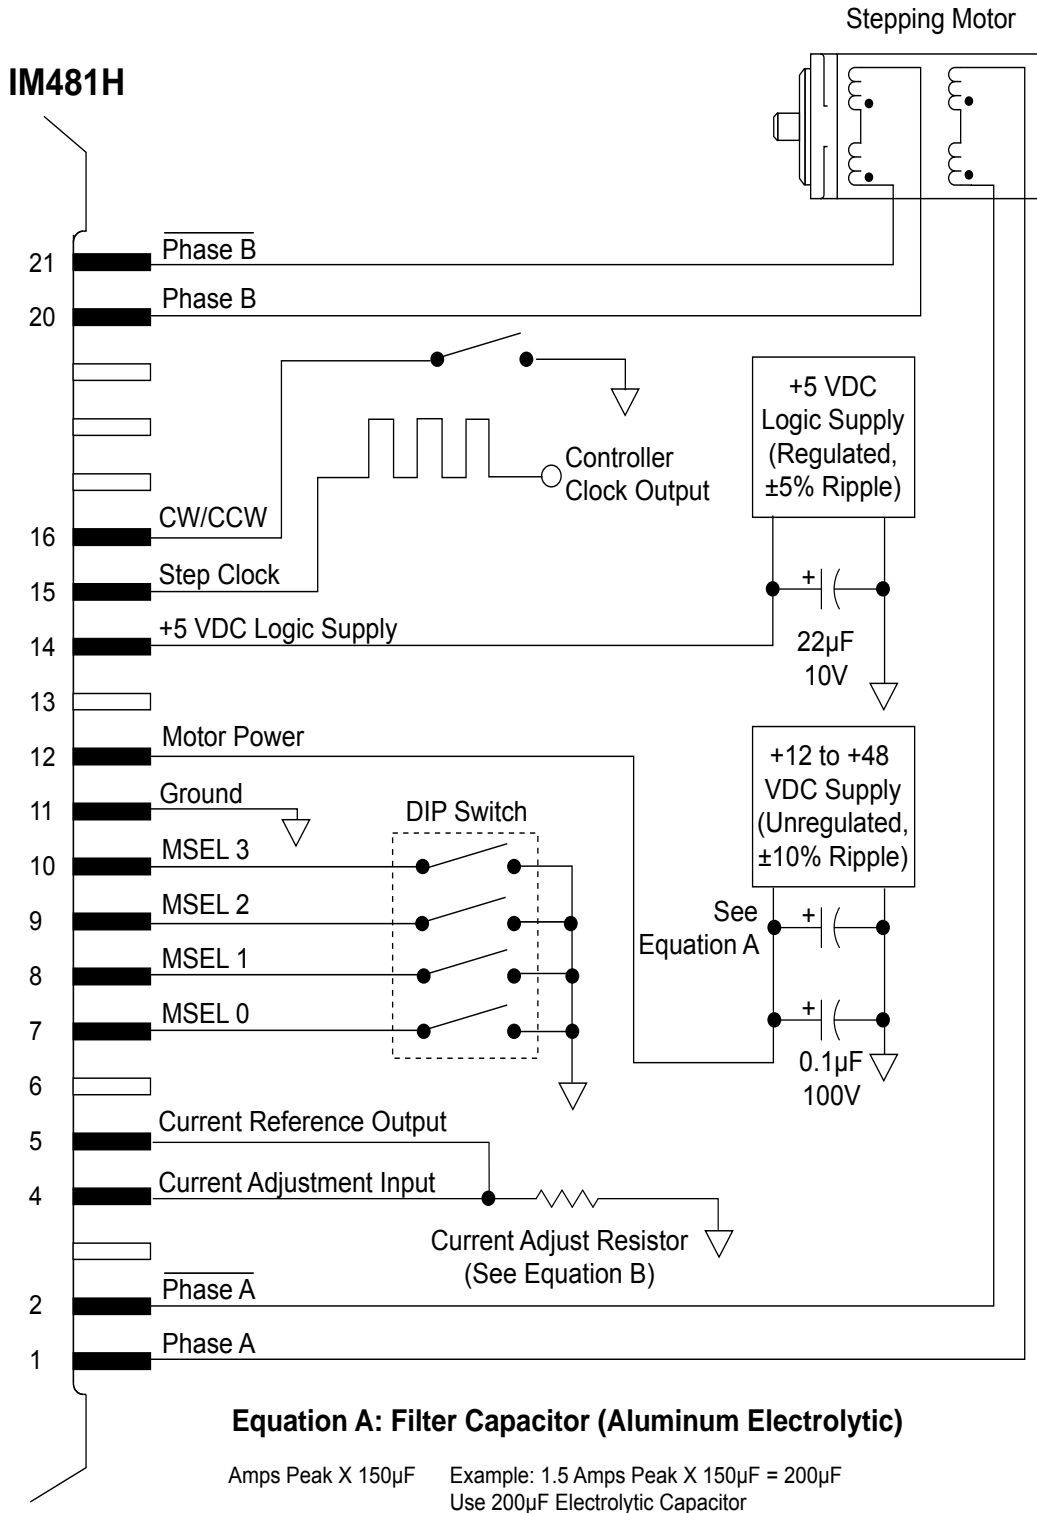 Stepping Motor
IM481H
21 Phase B
20 Phase B
+5 VDC
Logic Supply
(Regulated,
±5% Ripple)
Controller
Clock Output
16 CW/CCW
15 Step Clock
+
14 +5 VDC Logic Supply
22µF
10V
13
12 Motor Power
+12 to +48
VDC Supply
(Unregulated,
±10% Ripple)
11 Ground
DIP Switch
10 MSEL 3
9 MSEL 2
See
Equation A
+
8 MSEL 1
7 MSEL 0
+
0.1µF
100V
6
5 Current Reference Output
4 Current Adjustment Input
Current Adjust Resistor
(See Equation B)
2 Phase A
1 Phase A
Equation A: Filter Capacitor (Aluminum Electrolytic)
Amps Peak X 150µF Example: 1.5 Amps Peak X 150µF = 200µF
Use 200µF Electrolytic Capacitor